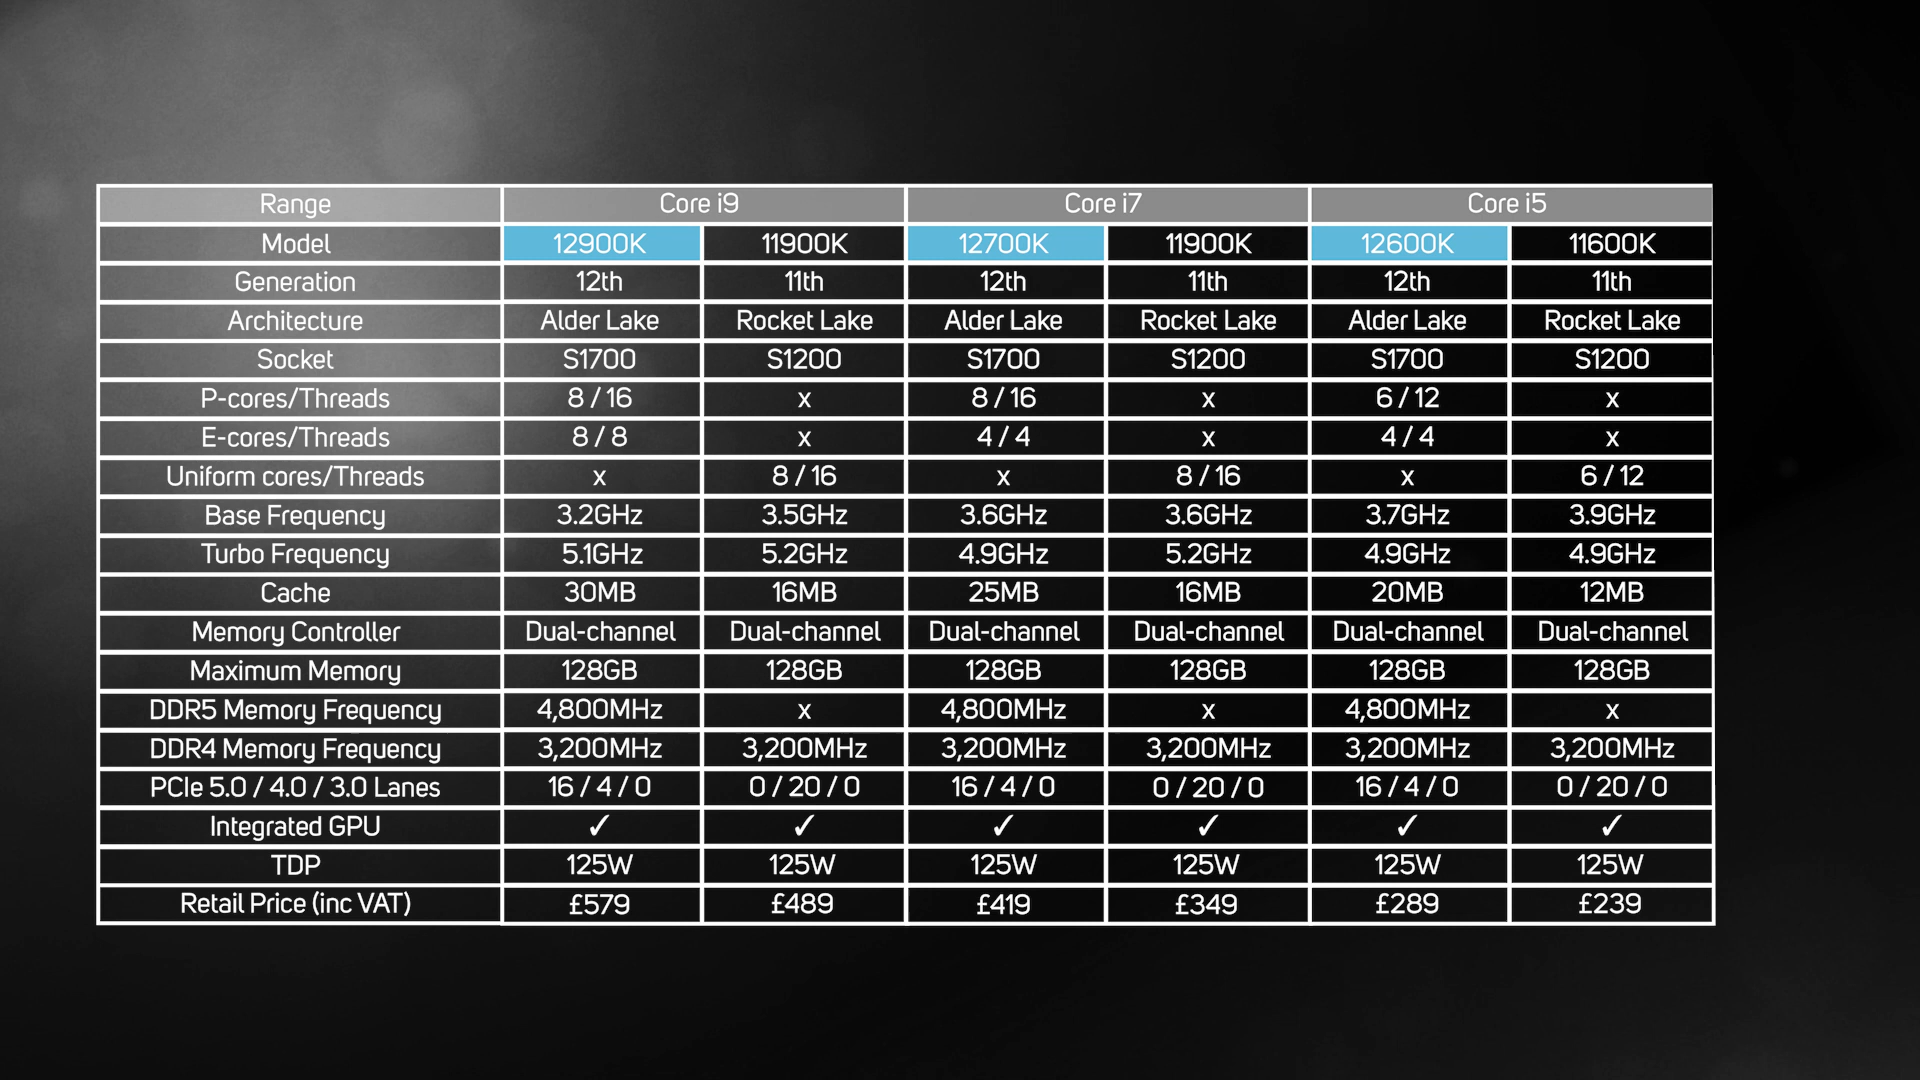 Range Core i9 Core i7 Core i5
Model 12900K 11900K 12700K 11900K 12600K 11600K
Generation 12th 11th 12th 11th 12th 11th
Architecture Alder Lake Rocket Lake Alder Lake Rocket Lake Alder Lake Rocket Lake
Socket S1700 S1200 S1700 S1200 S1700 S1200
P-cores/Threads 8 / 16 x 8 / 16 x 6 / 12 x
E-cores/Threads 8 / 8 x 4 / 4 x 4 / 4 x
Uniform cores/Threads x 8 / 16 x 8 / 16 x 6 / 12
Base Frequency 3.2GHz 3.5GHz 3.6GHz 3.6GHz 3.7GHz 3.9GHz
Turbo Frequency 5.1GHz 5.2GHz 4.9GHz 5.2GHz 4.9GHz 4.9GHz
Cache 30MB 16MB 25MB 16MB 20MB 12MB
Memory Controller Dual-channel Dual-channel Dual-channel Dual-channel Dual-channel Dual-channel
Maximum Memory 128GB 128GB 128GB 128GB 128GB 128GB
DDR5 Memory Frequency 4,800MHz x 4,800MHz x 4,800MHz x
DDR4 Memory Frequency 3,200MHz 3,200MHz 3,200MHz 3,200MHz 3,200MHz 3,200MHz
PCIe 5.0 / 4.0 / 3.0 Lanes 16 / 4 / 0 0 / 20 / 0 16 / 4 / 0 0 / 20 / 0 16 / 4 / 0 0 / 20 / 0
Integrated GPU ✓ ✓ ✓ ✓ ✓ ✓
TDP 125W 125W 125W 125W 125W 125W
Retail Price (inc VAT) £579 £489 £419 £349 £289 £239